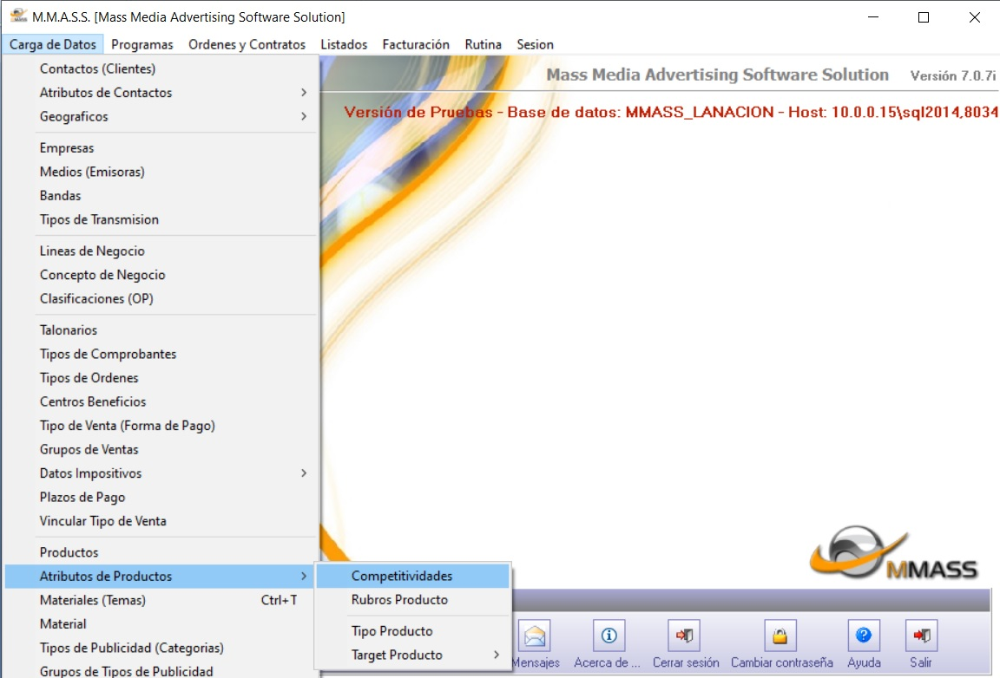 M.M.A.S.S. [Mass Media Advertising Software Solution]
Carga de Datos Programas Ordenes y Contratos Listados Facturación Rutina Sesion
Mass Media Advertising Software Solution Versión 7.0.7i
Versión de Pruebas - Base de datos: MMASS_LANACION - Host: 10.0.0.15\sql2014,8034
Contactos (Clientes)
Atributos de Contactos
Geograficos
Empresas
Medios (Emisoras)
Bandas
Tipos de Transmision
Lineas de Negocio
Concepto de Negocio
Clasificaciones (OP)
Talonarios
Tipos de Comprobantes
Tipos de Ordenes
Centros Beneficios
Tipo de Venta (Forma de Pago)
Grupos de Ventas
Datos Impositivos
Plazos de Pago
Vincular Tipo de Venta
Productos
Atributos de Productos
Materiales (Temas) Ctrl+T
Material
Tipos de Publicidad (Categorias)
Grupos de Tipos de Publicidad
Competitividades
Rubros Producto
Tipo Producto
Target Producto
MMASS
Mensajes Acerca de ... Cerrar sesión Cambiar contraseña Ayuda Salir